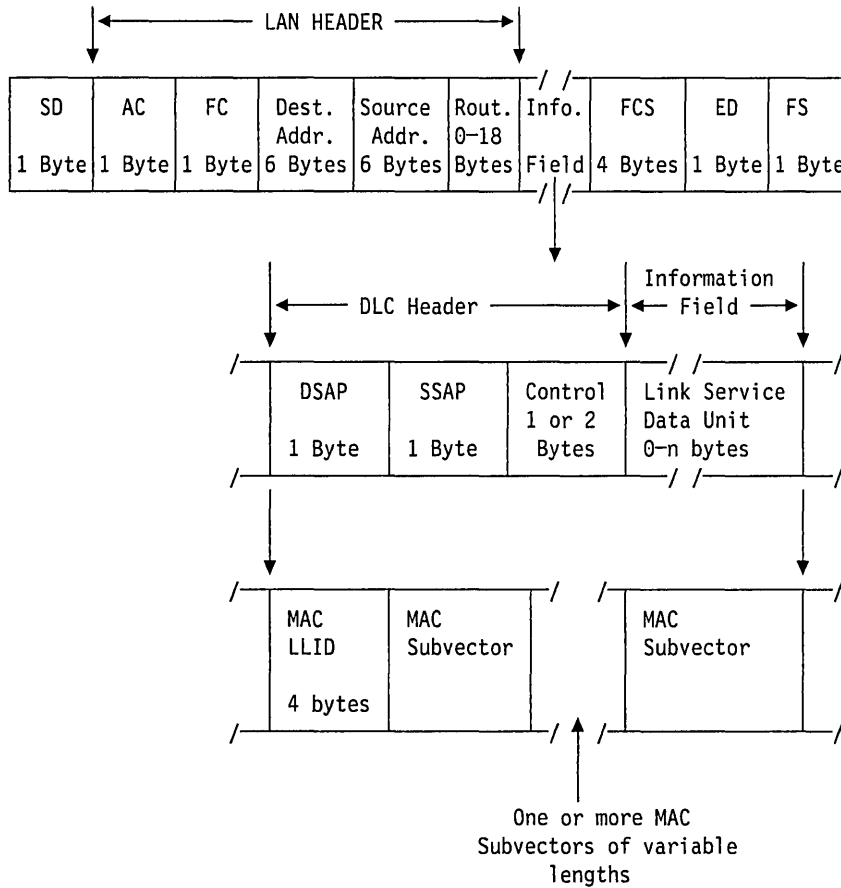 LAN HEADER
SD AC FC Dest. Source Rout. Info. FCS ED FS
Addr. Addr. 0-18
1 Byte 1 Byte 1 Byte 6 Bytes 6 Bytes Bytes Field 4 Bytes 1 Byte 1 Byte
Information
DLC Header Field
DSAP SSAP Control Link Service
1 or 2 Data Unit
1 Byte 1 Byte Bytes 0-n bytes
MAC MAC MAC
LLID Subvector Subvector
4 bytes
One or more MAC
Subvectors of variable
lengths